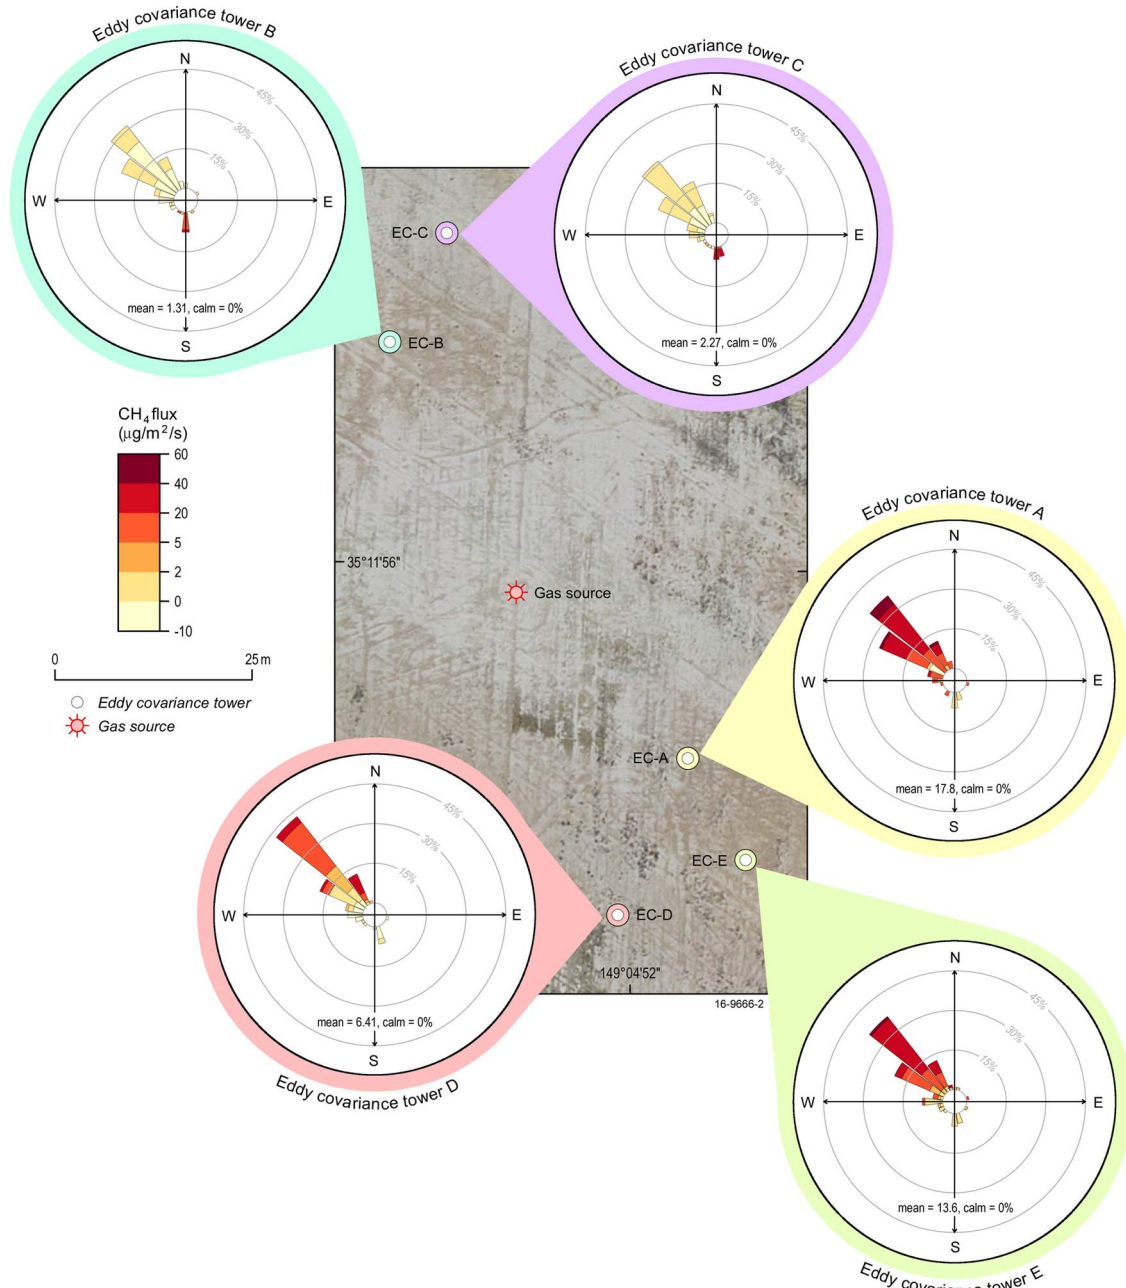 Eddy covariance tower B
N
45%
30%
15%
W
E
mean = 1.31, calm = 0%
S
Eddy covariance tower C
N
45%
30%
15%
W
E
mean = 2.27, calm = 0%
S
EC-C
EC-B
CH4 flux
(µg/m²/s)
60
40
20
5
2
0
-10
0
25 m
Eddy covariance tower
Gas source
35°11'56"
Gas source
Eddy covariance tower A
N
45%
30%
15%
W
E
mean = 17.8, calm = 0%
S
EC-A
EC-E
EC-D
149°04'52"
16-9666-2
N
45%
30%
15%
W
E
mean = 6.41, calm = 0%
S
Eddy covariance tower D
N
45%
30%
15%
W
E
mean = 13.6, calm = 0%
S
Eddy covariance tower E